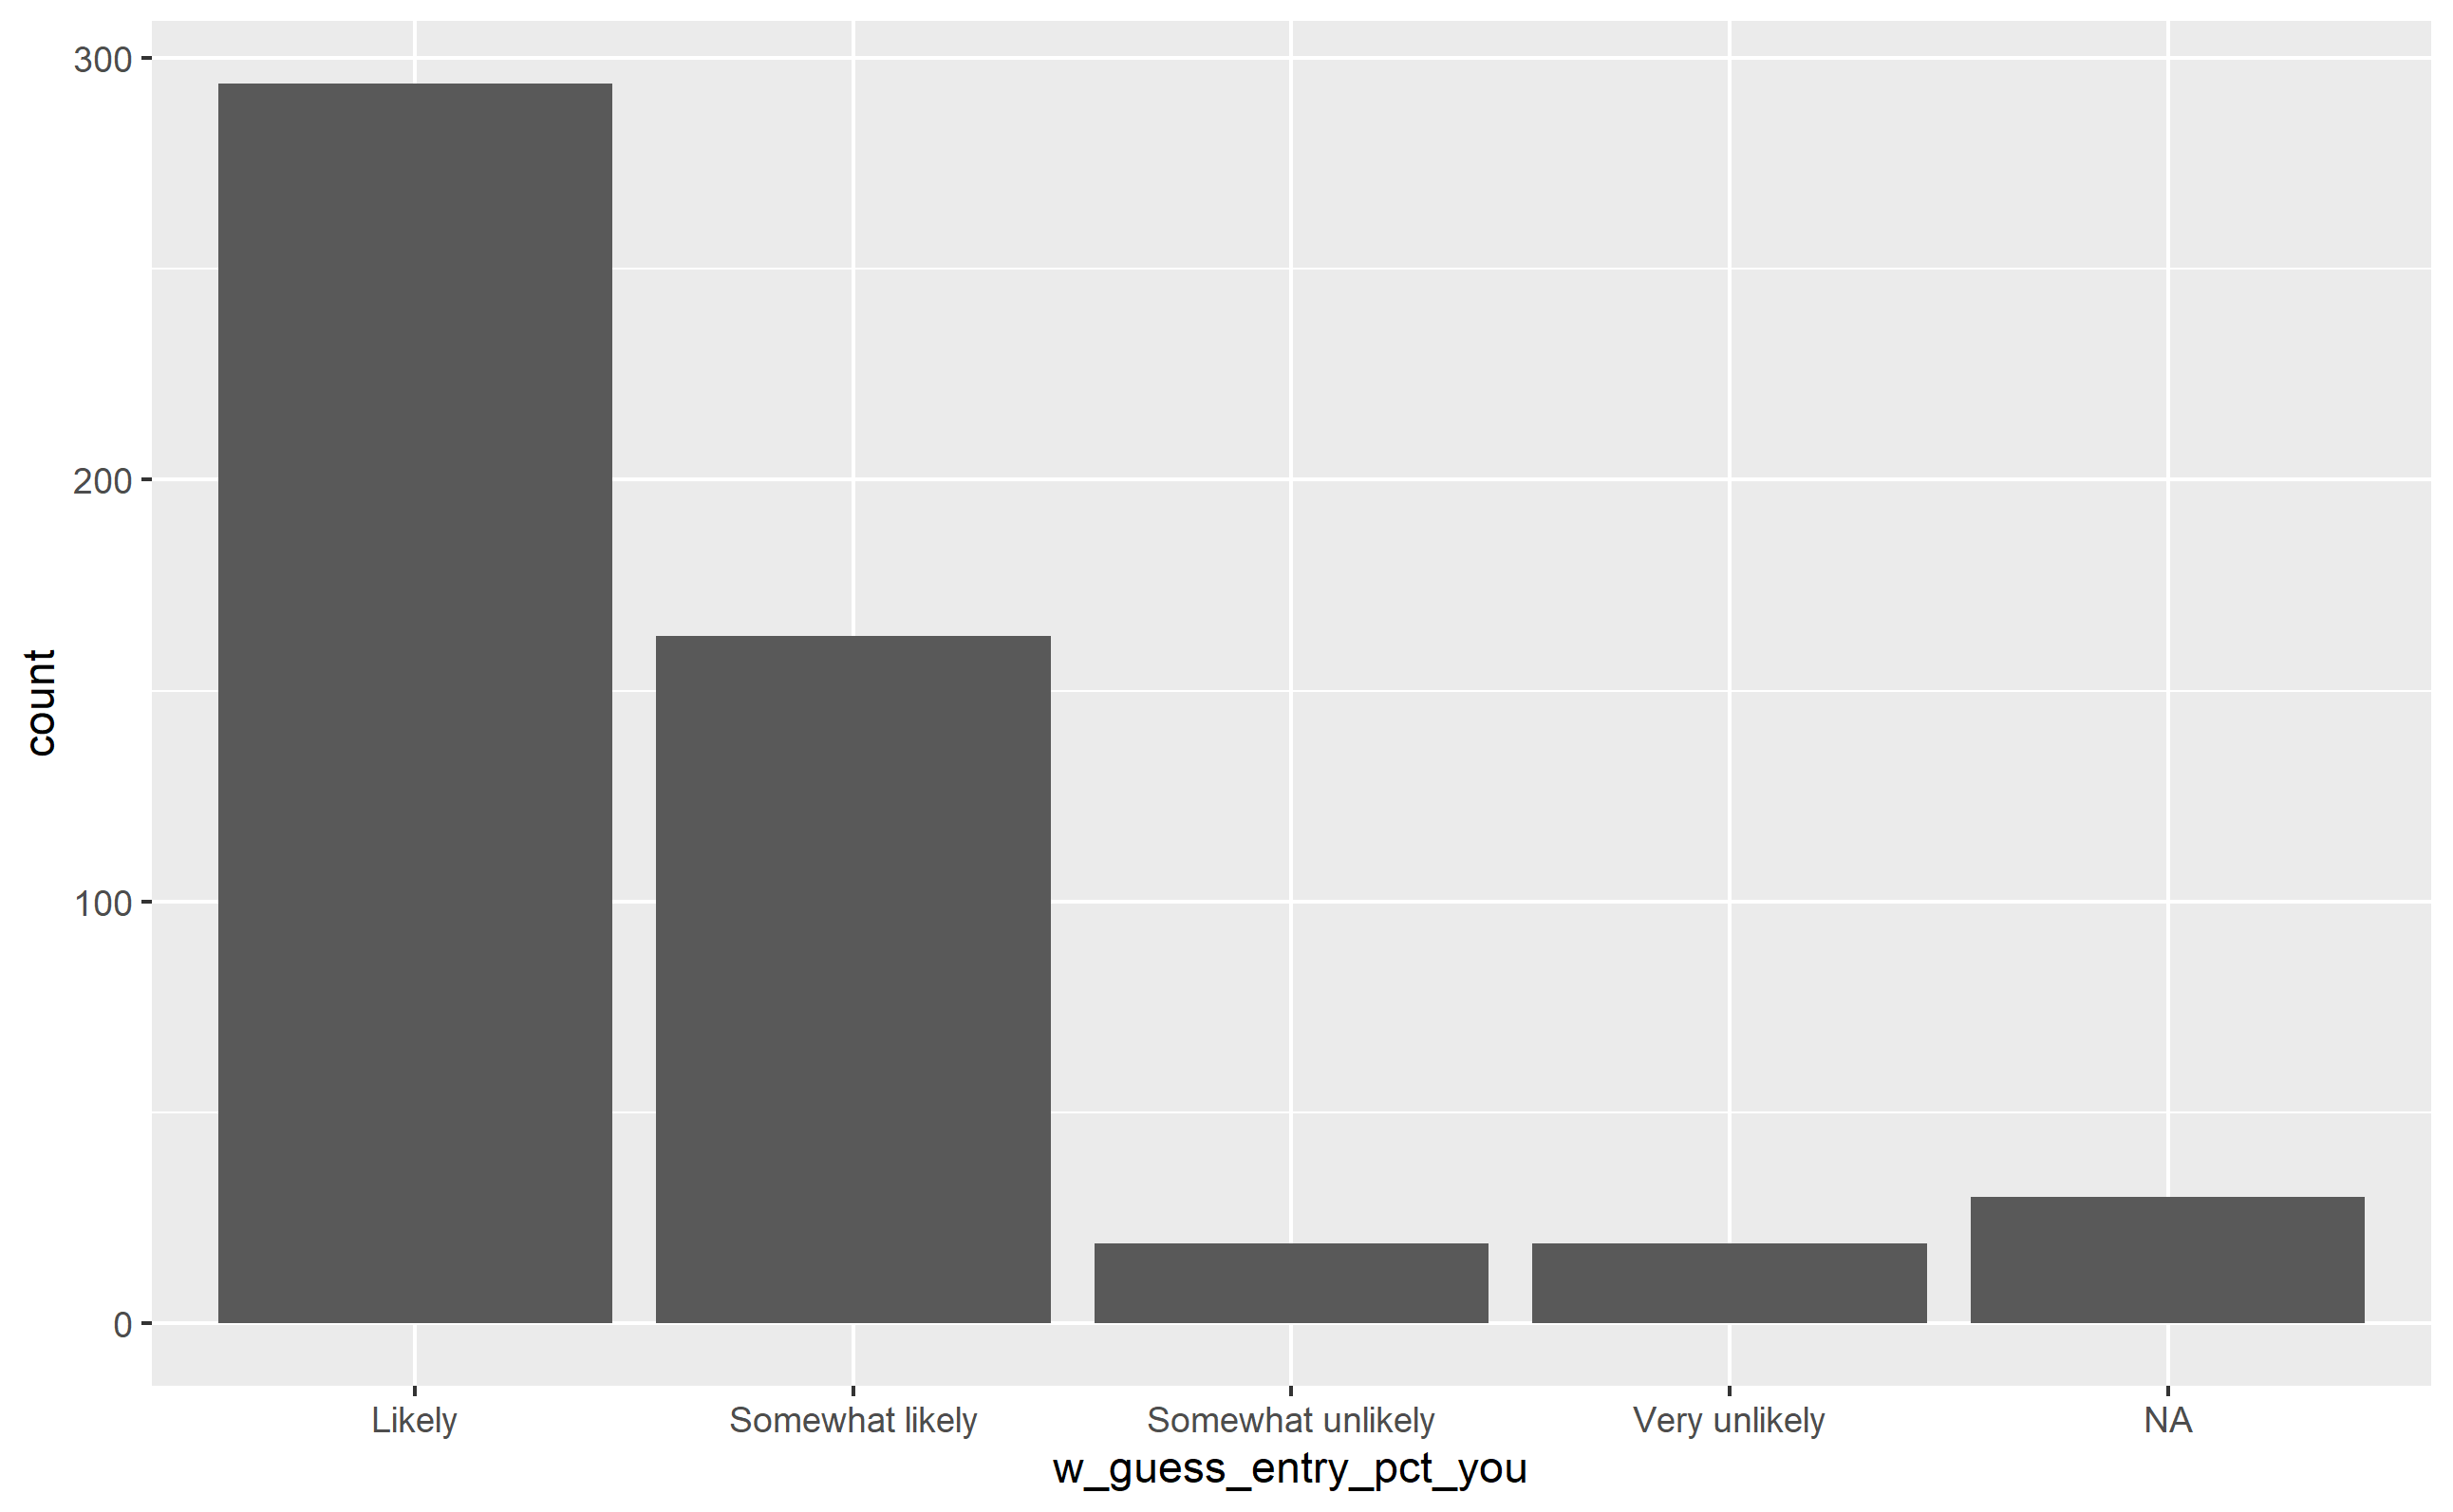 300
200
100
0
count
Likely
Somewhat likely
Somewhat unlikely
Very unlikely
NA
w_guess_entry_pct_you